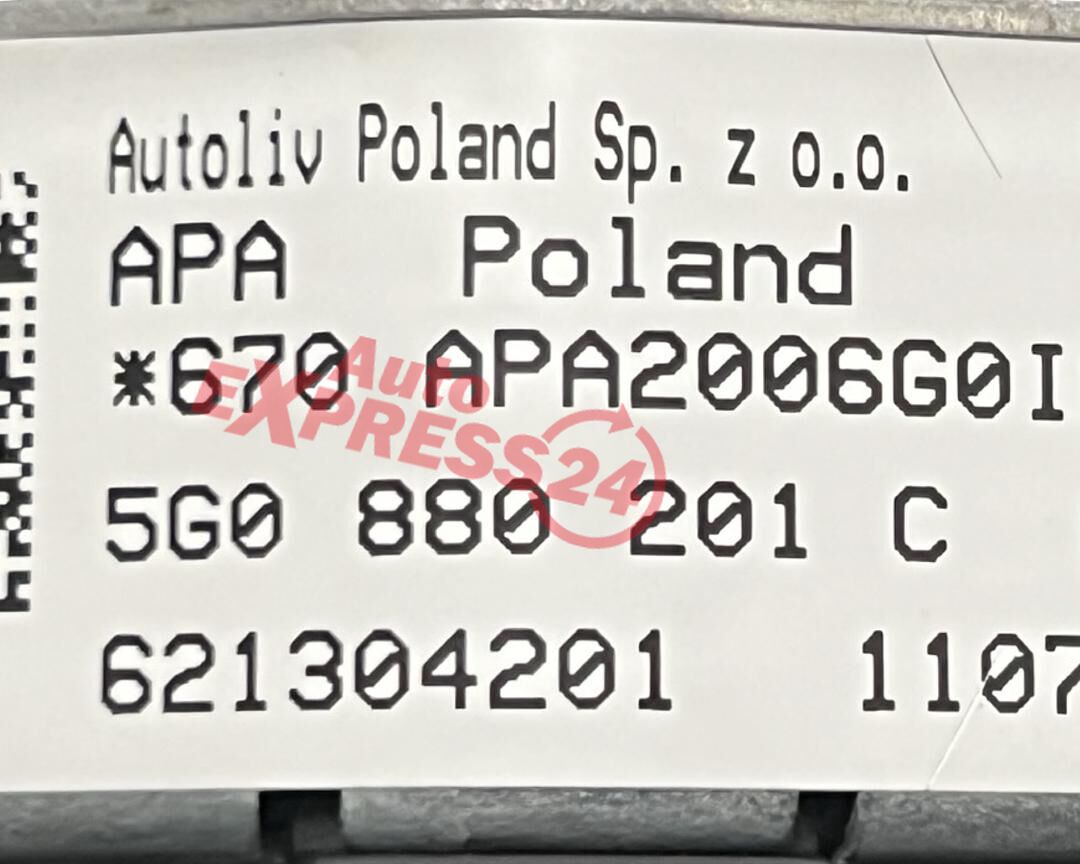 Autoliv Poland Sp. z o.o.
APA Poland
*670 APA2006G0I
5G0 880 201 C
621304201 1107
Auto
EXPRESS24